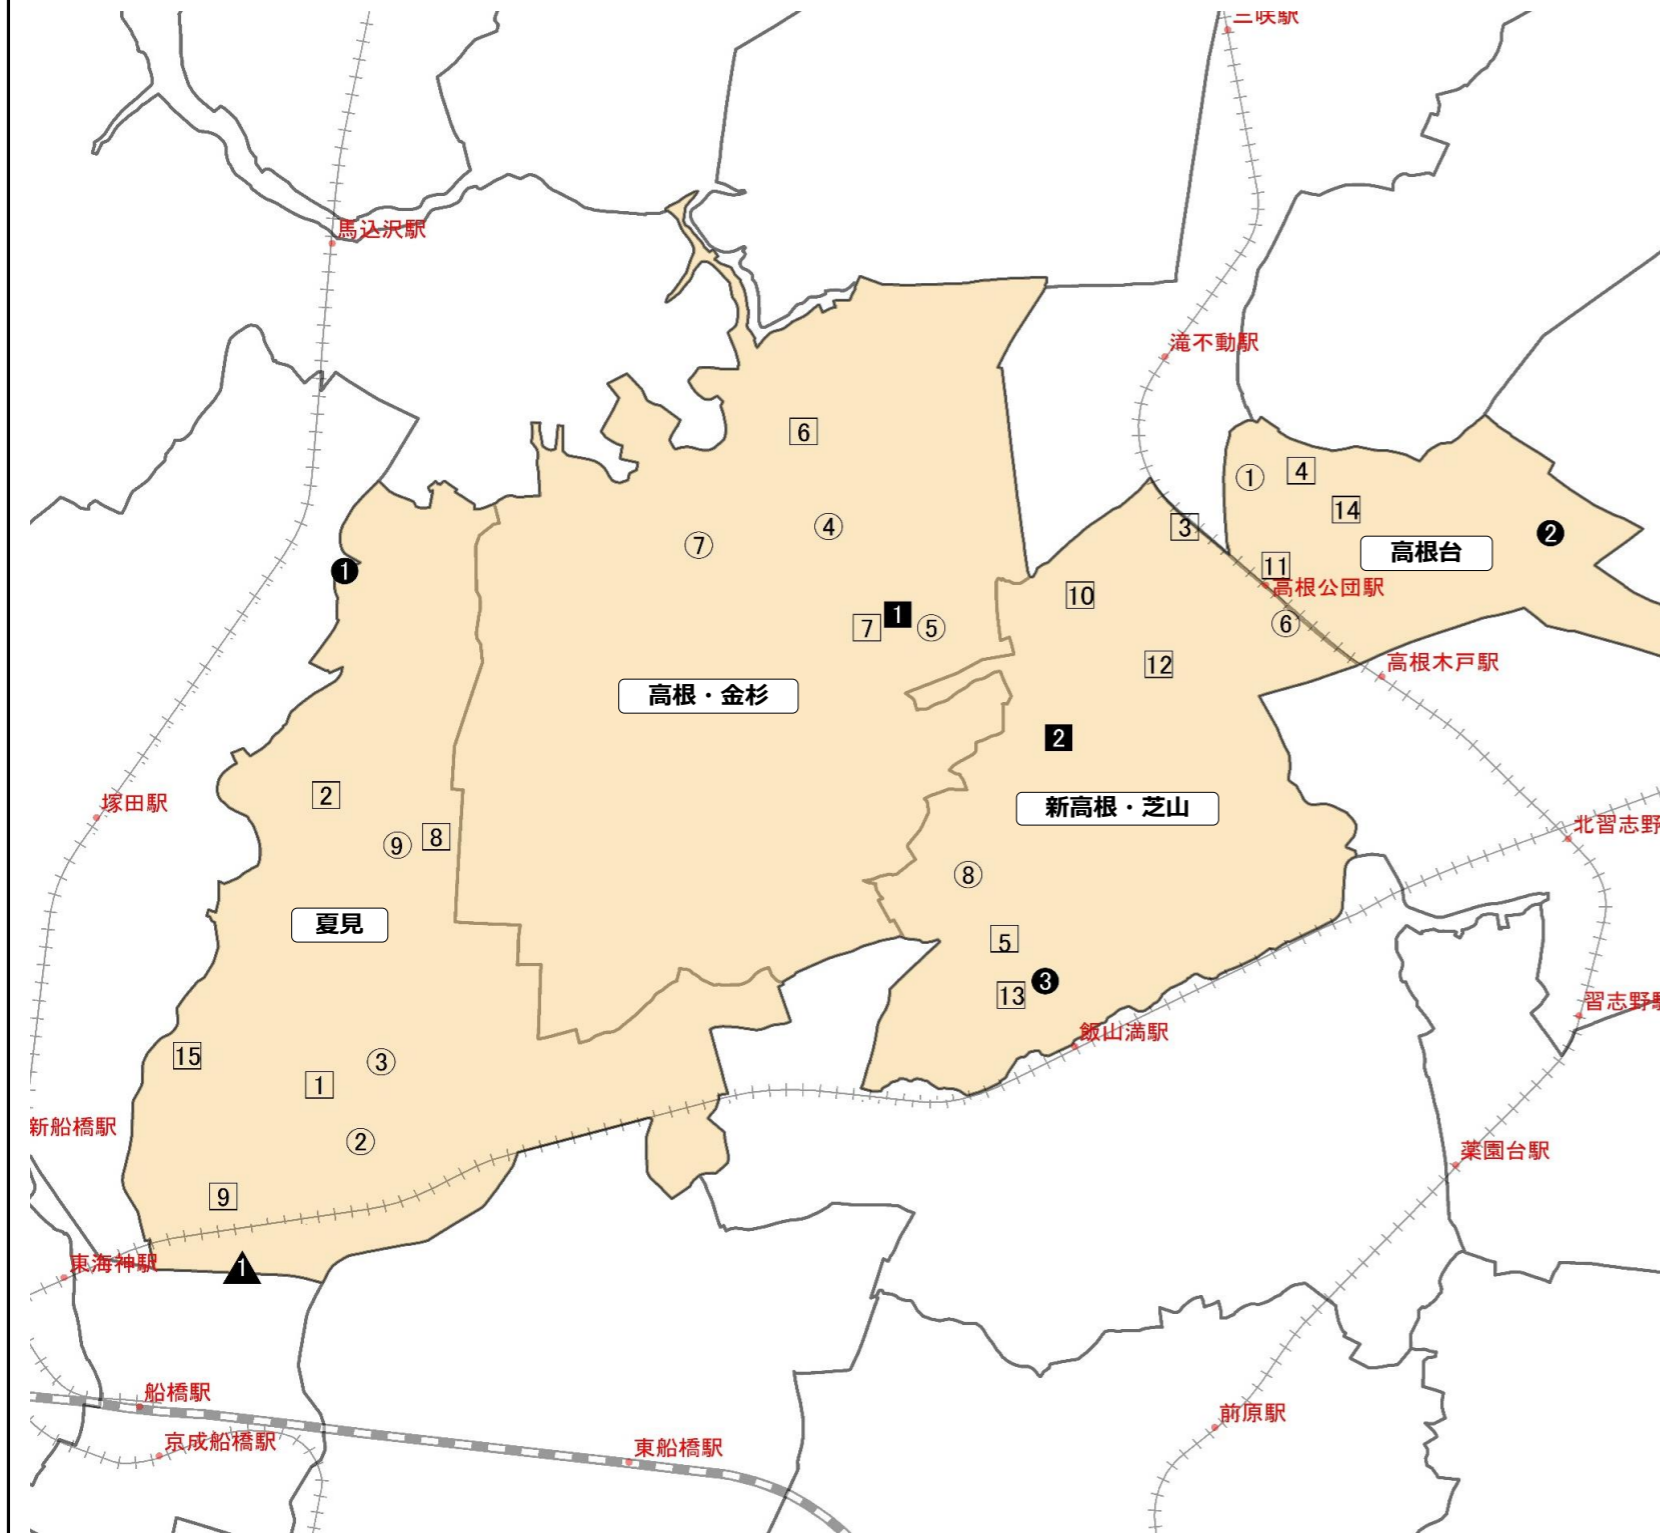 三咲駅
馬込沢駅
滝不動駅
6
① 4
14
3
④
⑦
高根台
❷
11
❶
高根公団駅
10
7 1 ⑤
⑥
12
高根木戸駅
高根・金杉
2
2
塚田駅
新高根・芝山
北習志野
⑨ 8
⑧
夏見
5
❸
13
習志野駅
飯山満駅
15
③
1
新船橋駅
②
薬園台駅
9
東海神駅
1
船橋駅
前原駅
京成船橋駅
東船橋駅